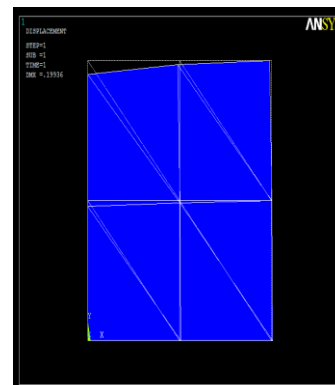 1
ANSY
DISPLACEMENT
STEP=1
SUB =1
TIME=1
DMX =.19936
Y
X